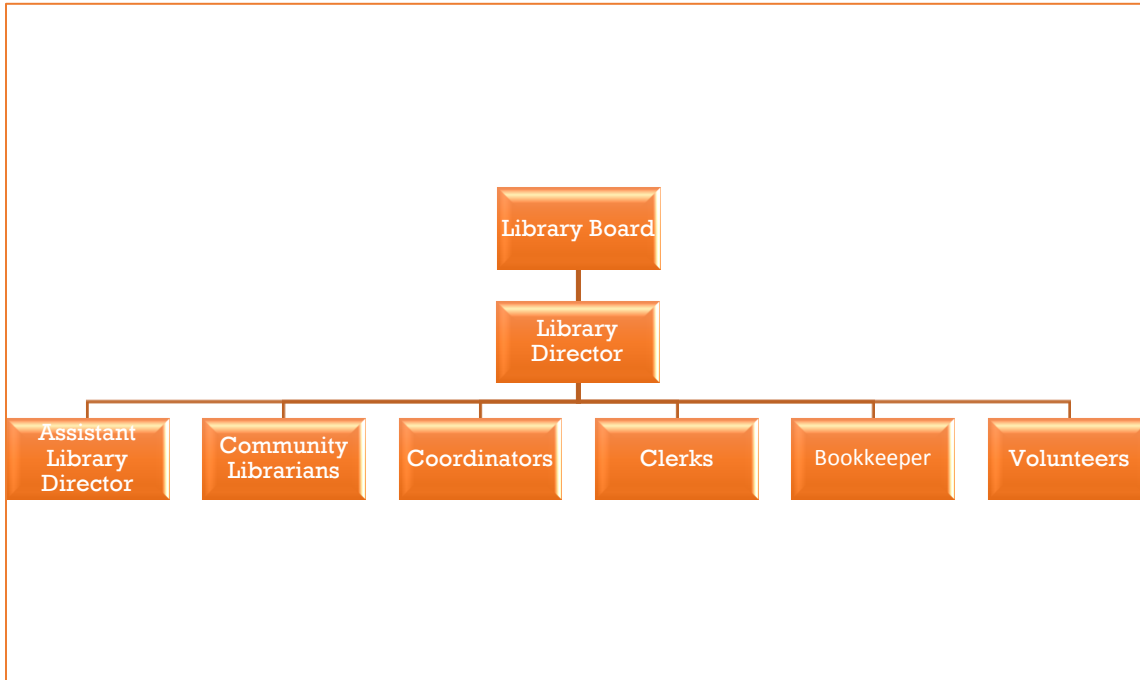 Library Board
Library
Director
Assistant
Library
Director
Community
Librarians
Coordinators
Clerks
Bookkeeper
Volunteers